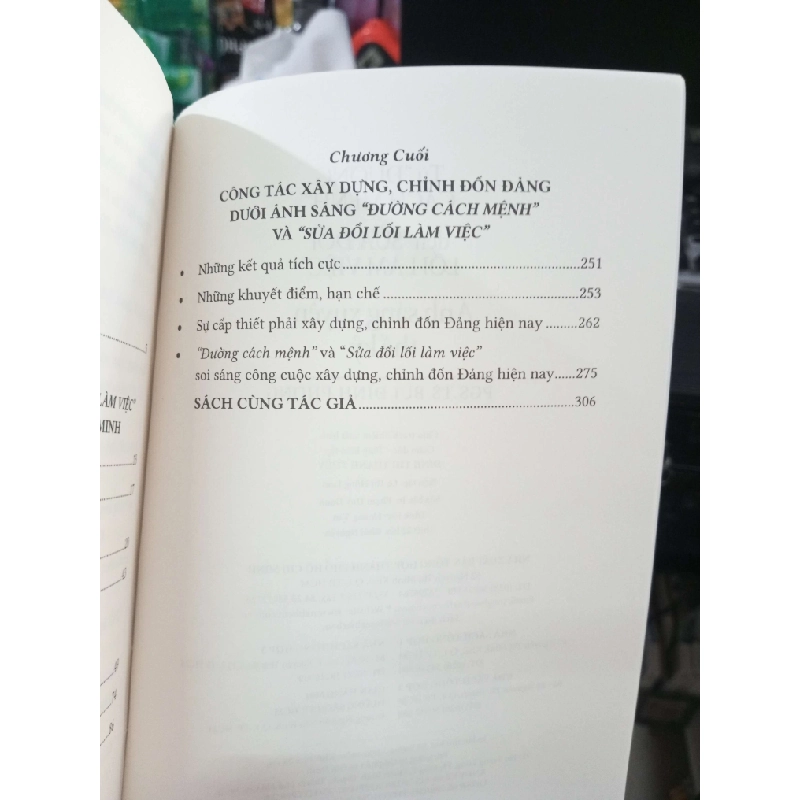 LÀM VIỆC"
MINH
Chương Cuối
CÔNG TÁC XÂY DỰNG, CHỈNH ĐỐN ĐẢNG
DƯỚI ÁNH SÁNG "ĐƯỜNG CÁCH MỆNH"
VÀ "SỬA ĐỔI LỐI LÀM VIỆC"
• Những kết quả tích cực....................................251
• Những khuyết điểm, hạn chế..............................253
• Sự cấp thiết phải xây dựng, chỉnh đốn Đảng hiện nay.........262
• "Đường cách mệnh" và "Sửa đổi lối làm việc"
soi sáng công cuộc xây dựng, chỉnh đốn Đảng hiện nay......275
SÁCH CÙNG TÁC GIẢ....................................306